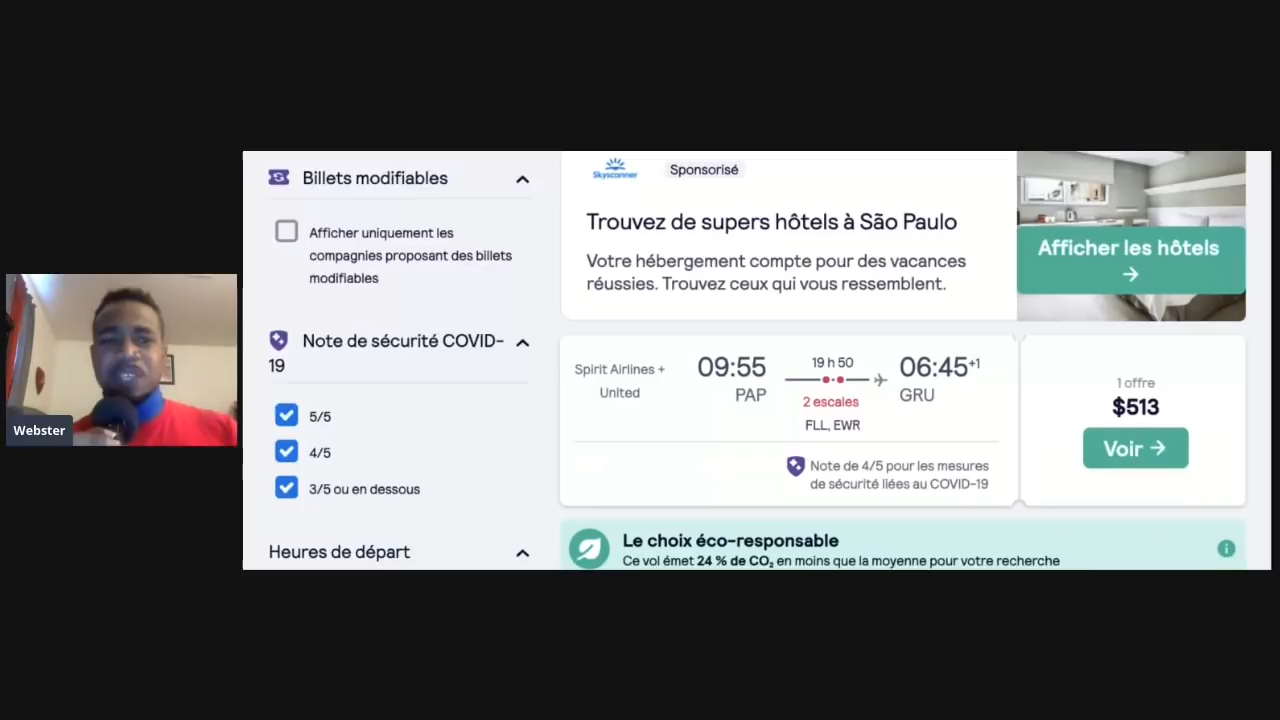 Billets modifiables
Afficher uniquement les
compagnies proposant des billets
modifiables
Note de sécurité COVID-
19
5/5
4/5
3/5 ou en dessous
Heures de départ
Skyscanner
Sponsorisé
Trouvez de supers hôtels à São Paulo
Votre hébergement compte pour des vacances
réussies. Trouvez ceux qui vous ressemblent.
Afficher les hôtels
→
Spirit Airlines +
United
09:55
PAP
19 h 50
2 escales
FLL, EWR
06:45+1
GRU
Note de 4/5 pour les mesures
de sécurité liées au COVID-19
1 offre
$513
Voir →
Le choix éco-responsable
Ce vol émet 24 % de CO₂ en moins que la moyenne pour votre recherche
Webster